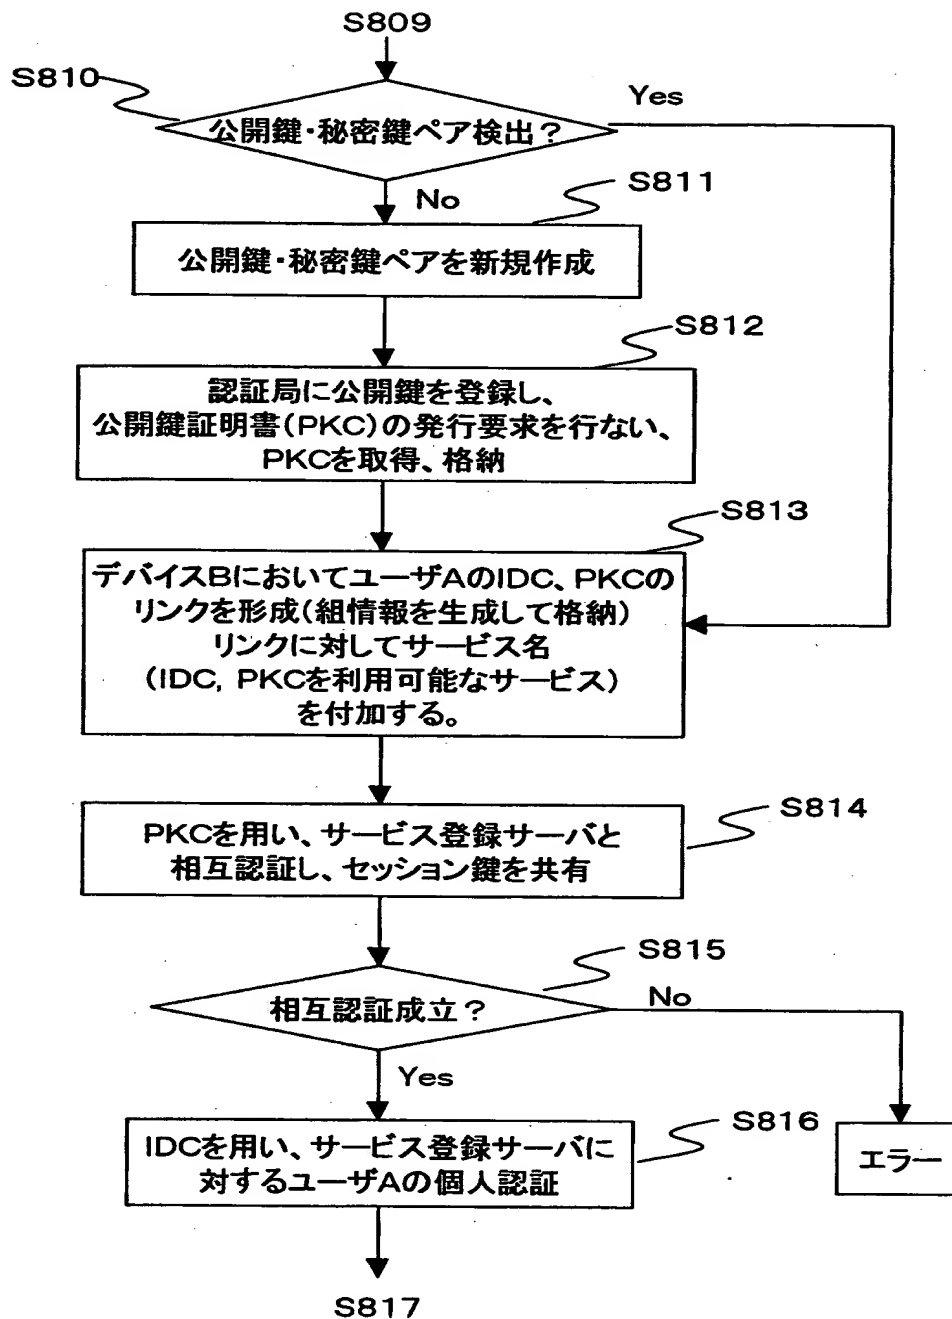 S809
S810
公開鍵・秘密鍵ペア検出?
Yes
No
S811
公開鍵・秘密鍵ペアを新規作成
S812
認証局に公開鍵を登録し、
公開鍵証明書(PKC)の発行要求を行ない、
PKCを取得、格納
S813
デバイスBにおいてユーザAのIDC、PKCの
リンクを形成(組情報を生成して格納)
リンクに対してサービス名
(IDC, PKCを利用可能なサービス)
を付加する。
S814
PKCを用い、サービス登録サーバと
相互認証し、セッション鍵を共有
S815
相互認証成立?
No
Yes
S816
IDCを用い、サービス登録サーバに
対するユーザAの個人認証
エラー
S817